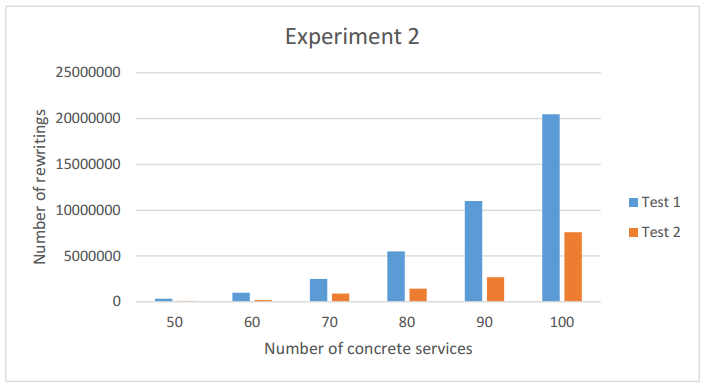 Experiment 2
25000000
20000000
15000000
10000000
5000000
0
Number of rewritings
50 60 70 80 90 100
Number of concrete services
Test 1
Test 2